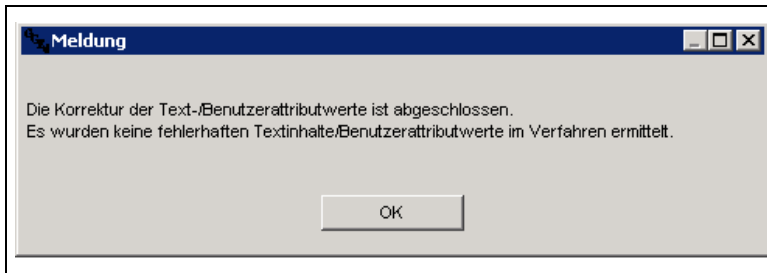 Meldung
Die Korrektur der Text-/Benutzerattributwerte ist abgeschlossen.
Es wurden keine fehlerhaften Textinhalte/Benutzerattributwerte im Verfahren ermittelt.
OK